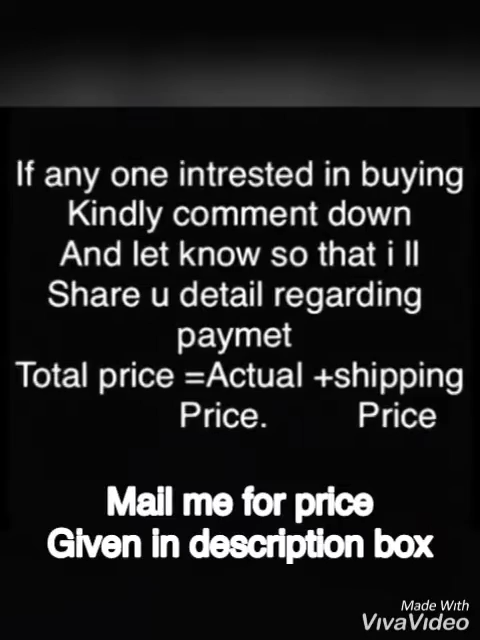 If any one intrested in buying
Kindly comment down
And let know so that i ll
Share u detail regarding
paymet
Total price =Actual +shipping
Price. Price
Mail me for price
Given in description box
Made With
VivaVideo